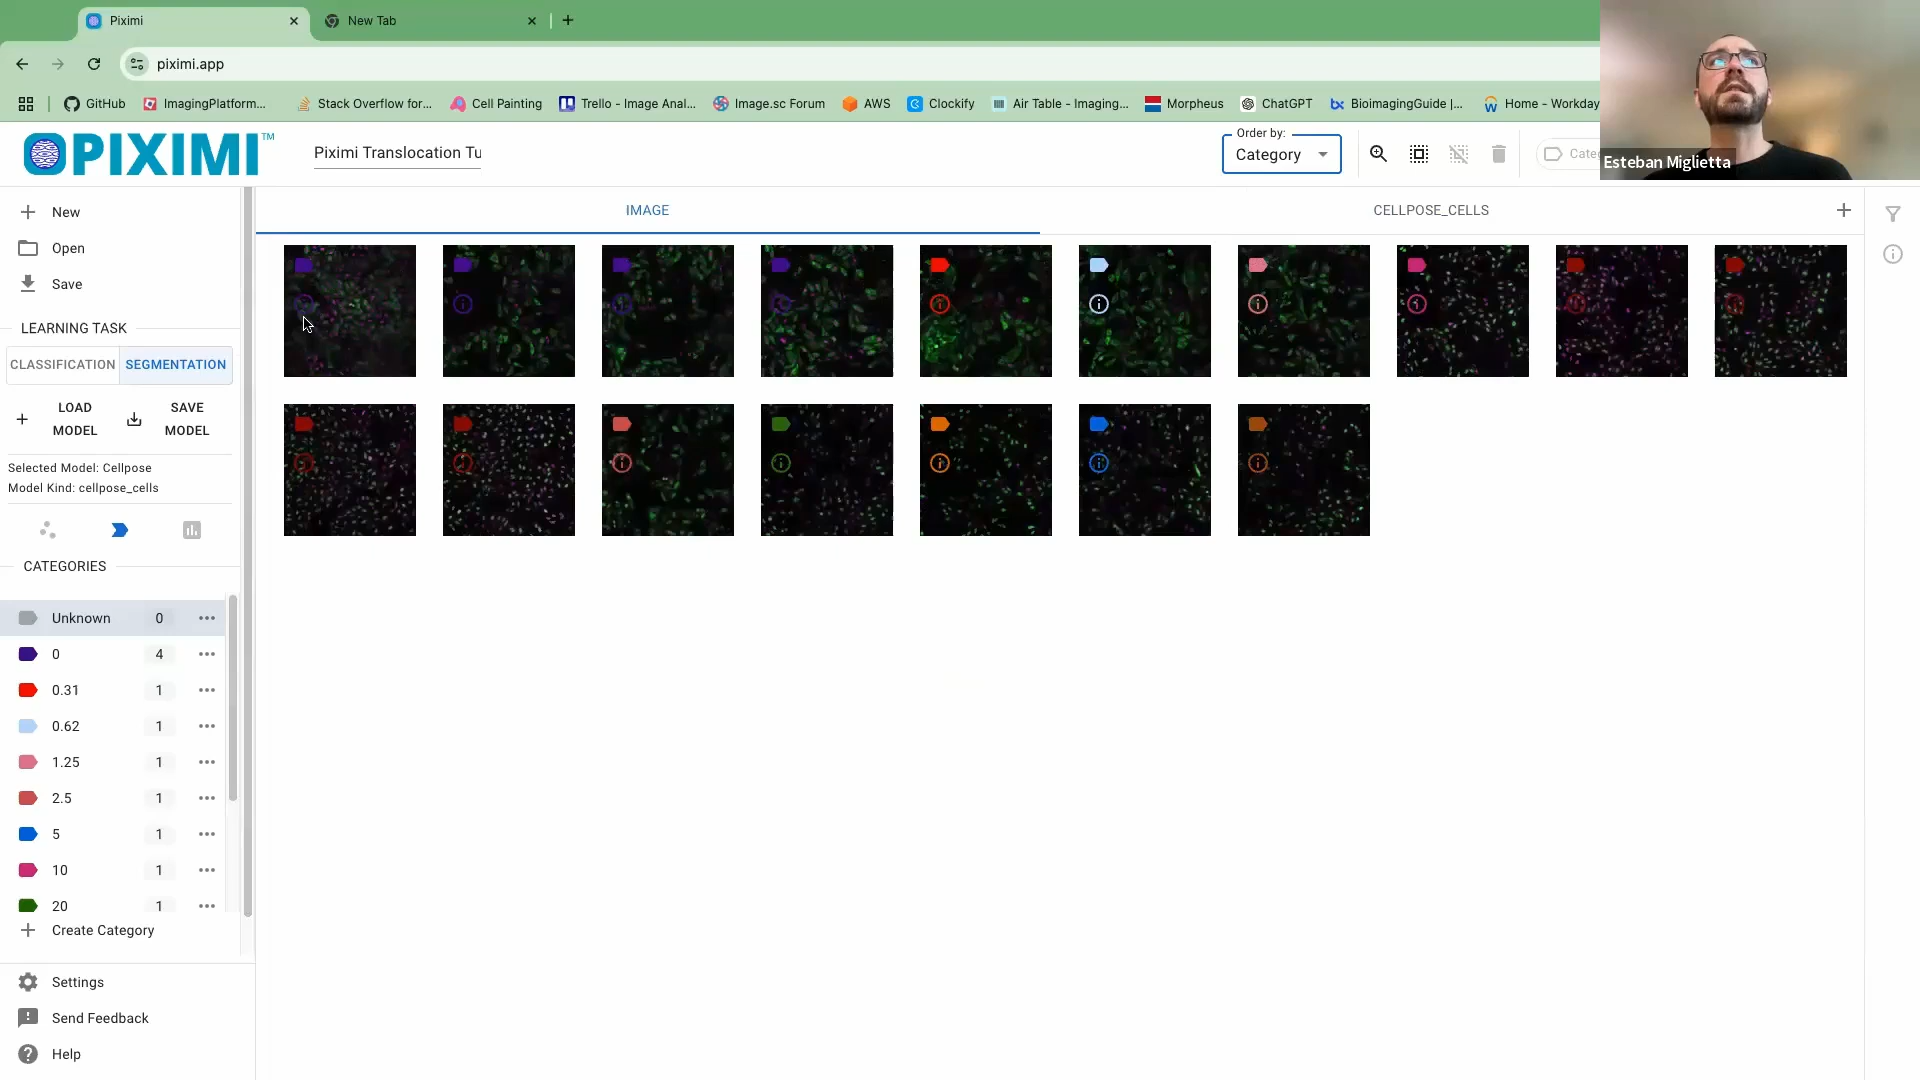 Piximi
New Tab
piximi.app
GitHub
ImagingPlatform...
Stack Overflow for...
Cell Painting
Trello - Image Anal...
Image.sc Forum
AWS
Clockify
Air Table - Imaging...
Morpheus
ChatGPT
BioimagingGuide |...
Home - Workday
PIXIMI™
Piximi Translocation Tu
Order by:
Category
Cate
Esteban Miglietta
New
Open
Save
LEARNING TASK
CLASSIFICATION
SEGMENTATION
LOAD
MODEL
SAVE
MODEL
Selected Model: Cellpose
Model Kind: cellpose_cells
CATEGORIES
Unknown 0
0 4
0.31 1
0.62 1
1.25 1
2.5 1
5 1
10 1
20 1
Create Category
Settings
Send Feedback
Help
IMAGE
CELLPOSE_CELLS